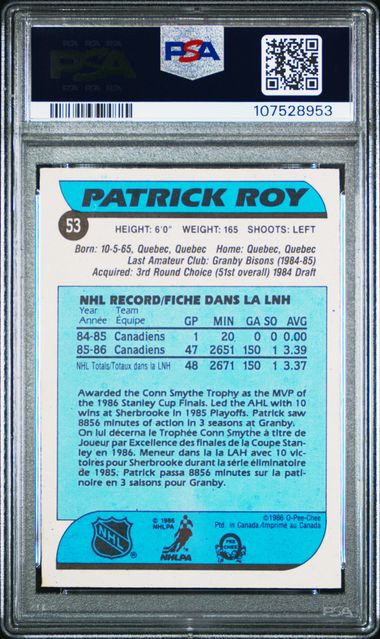 PSA
PSA
107528953
PATRICK ROY
53
HEIGHT: 6'0" WEIGHT: 165 SHOOTS: LEFT
Born: 10-5-65, Quebec, Quebec Home: Quebec, Quebec
Last Amateur Club: Granby Bisons (1984-85)
Acquired: 3rd Round Choice (51st overall) 1984 Draft
NHL RECORD/FICHE DANS LA LNH
Year Team
Année Équipe GP MIN GA SO AVG
84-85 Canadiens 1 20 0 0 0.00
85-86 Canadiens 47 2651 150 1 3.39
NHL Totals/Totaux dans la LNH 48 2671 150 1 3.37
Awarded the Conn Smythe Trophy as the MVP of
the 1986 Stanley Cup Finals. Led the AHL with 10
wins at Sherbrooke in 1985 Playoffs. Patrick saw
8856 minutes of action in 3 seasons at Granby.
On lui décerna le Trophée Conn Smythe à titre de
Joueur par Excellence des finales de la Coupe Stan-
ley en 1986. Meneur dans la LAH avec 10 vic-
toires pour Sherbrooke durant la série éliminatoire
de 1985. Patrick passa 8856 minutes sur la pati-
noire en 3 saisons pour Granby.
NHL
© 1986
NHLPA
NHLPA
O PEE CHEE
©1986 O-Pee-Chee
Ptd. in Canada/Imprimé au Canada
PSA